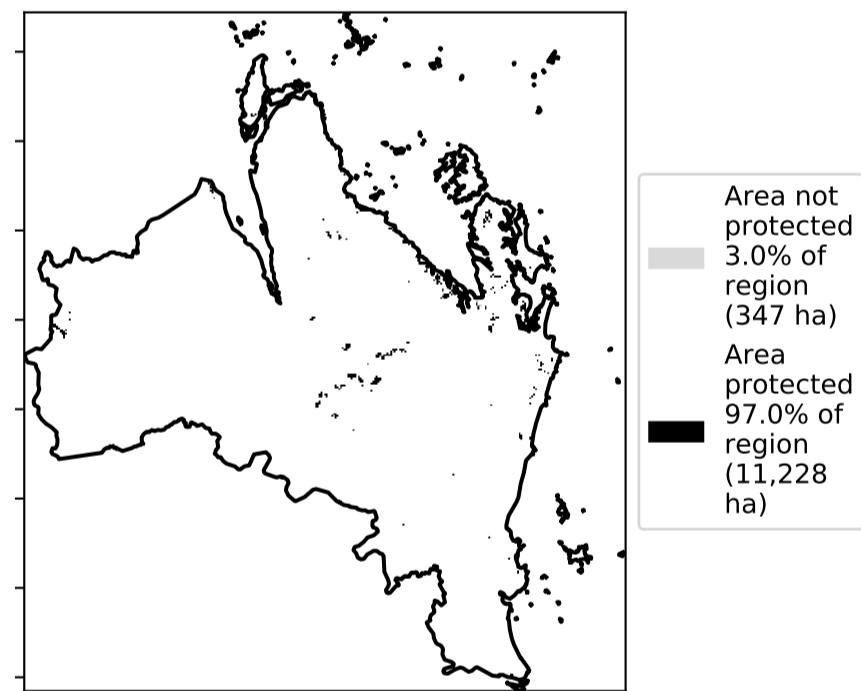 Area not
protected
3.0% of
region
(347 ha)
Area
protected
97.0% of
region
(11,228
ha)